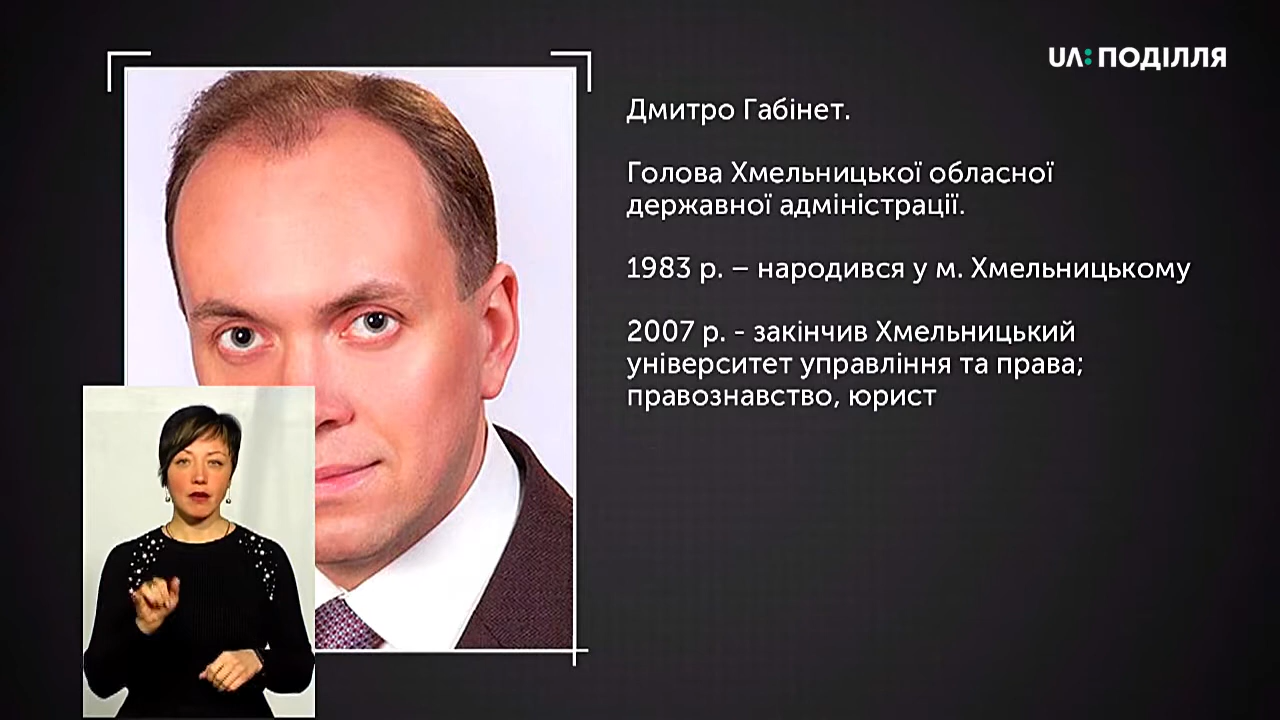 UA: ПОДІЛЛЯ
Дмитро Габінет.
Голова Хмельницької обласної
державної адміністрації.
1983 р. – народився у м. Хмельницькому
2007 р. - закінчив Хмельницький
університет управління та права;
правознавство, юрист